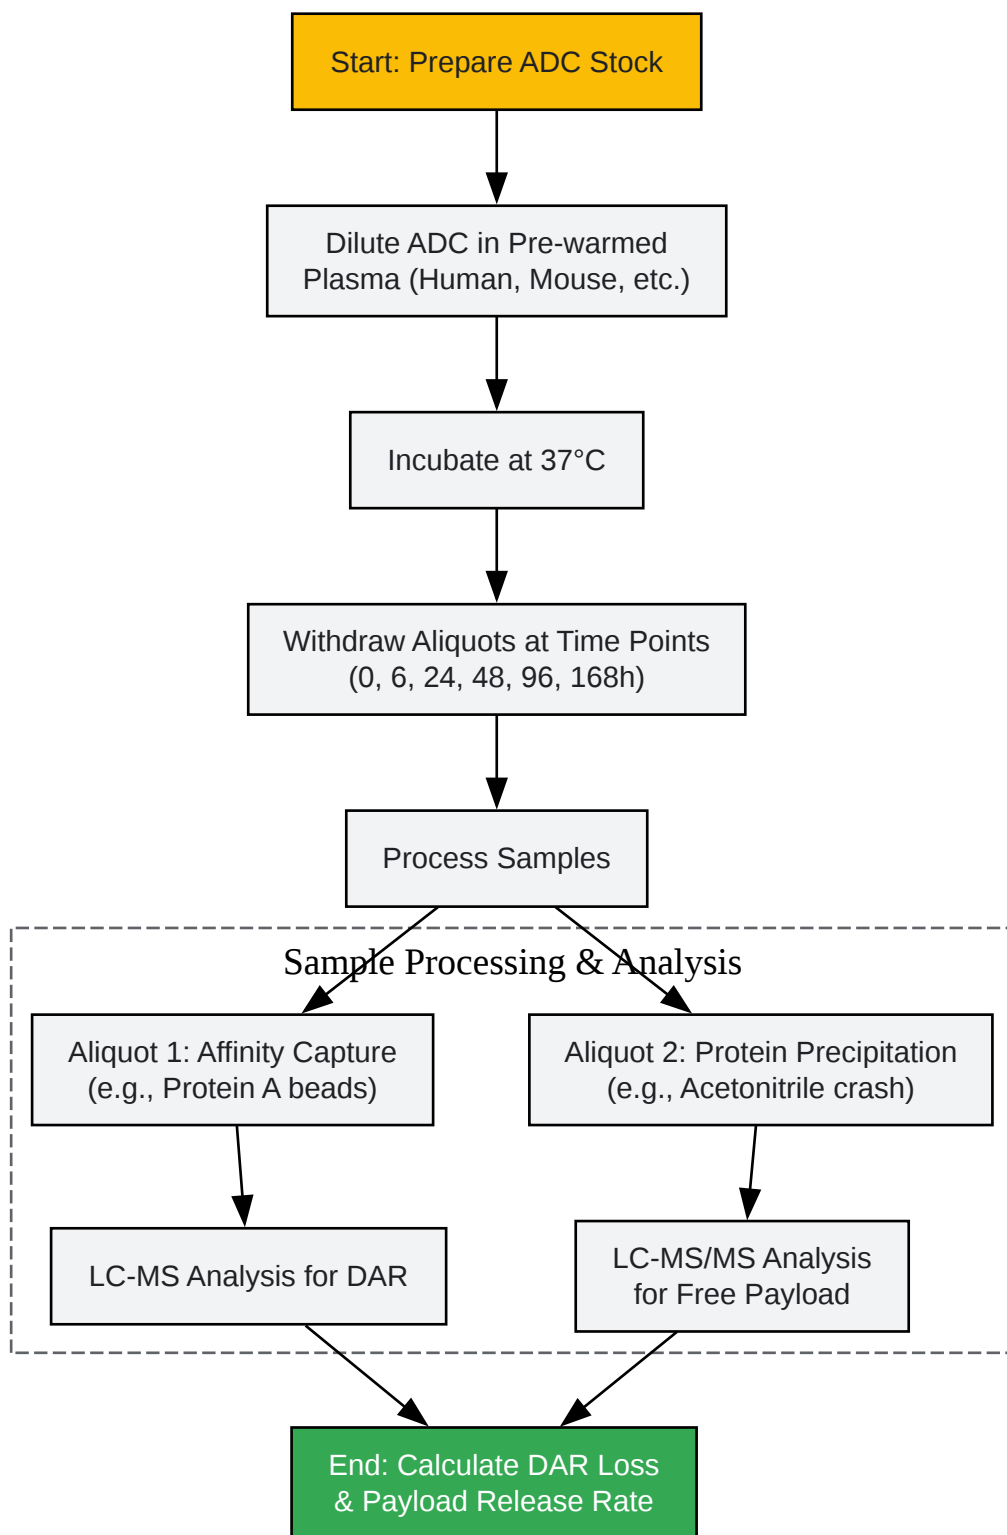 Start: Prepare ADC Stock
Dilute ADC in Pre-warmed
Plasma (Human, Mouse, etc.)
Incubate at 37°C
Withdraw Aliquots at Time Points
(0, 6, 24, 48, 96, 168h)
Process Samples
Sample Processing & Analysis
Aliquot 1: Affinity Capture
(e.g., Protein A beads)
Aliquot 2: Protein Precipitation
(e.g., Acetonitrile crash)
LC-MS Analysis for DAR
LC-MS/MS Analysis
for Free Payload
End: Calculate DAR Loss
& Payload Release Rate